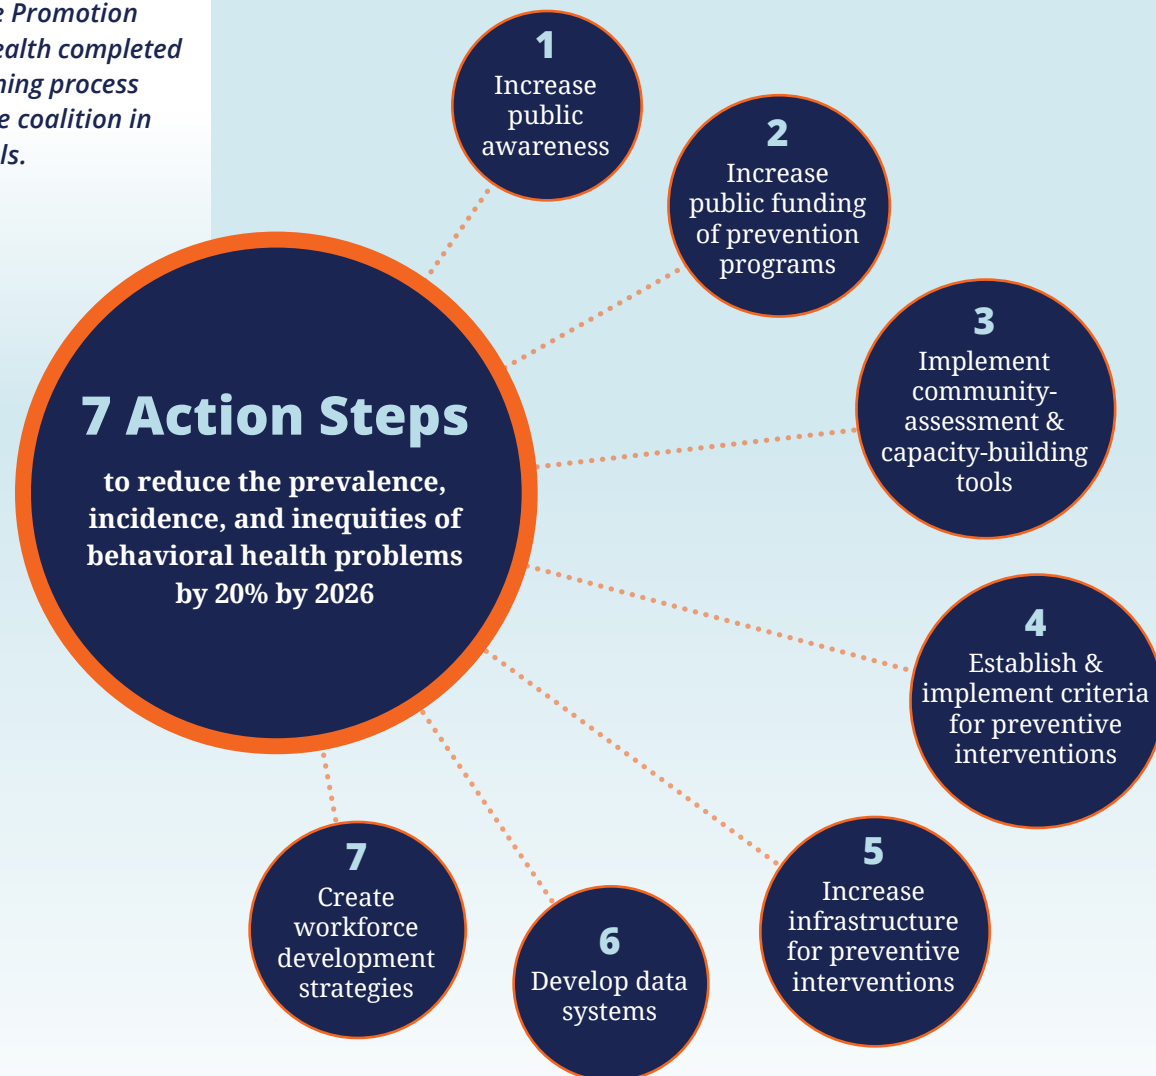 e Promotion
ealth completed
ning process
e coalition in
ls.
1
Increase
public
awareness
2
Increase
public funding
of prevention
programs
3
Implement
community-
assessment &
capacity-building
tools
7 Action Steps
to reduce the prevalence,
incidence, and inequities of
behavioral health problems
by 20% by 2026
4
Establish &
implement criteria
for preventive
interventions
5
Increase
infrastructure
for preventive
interventions
6
Develop data
systems
7
Create
workforce
development
strategies